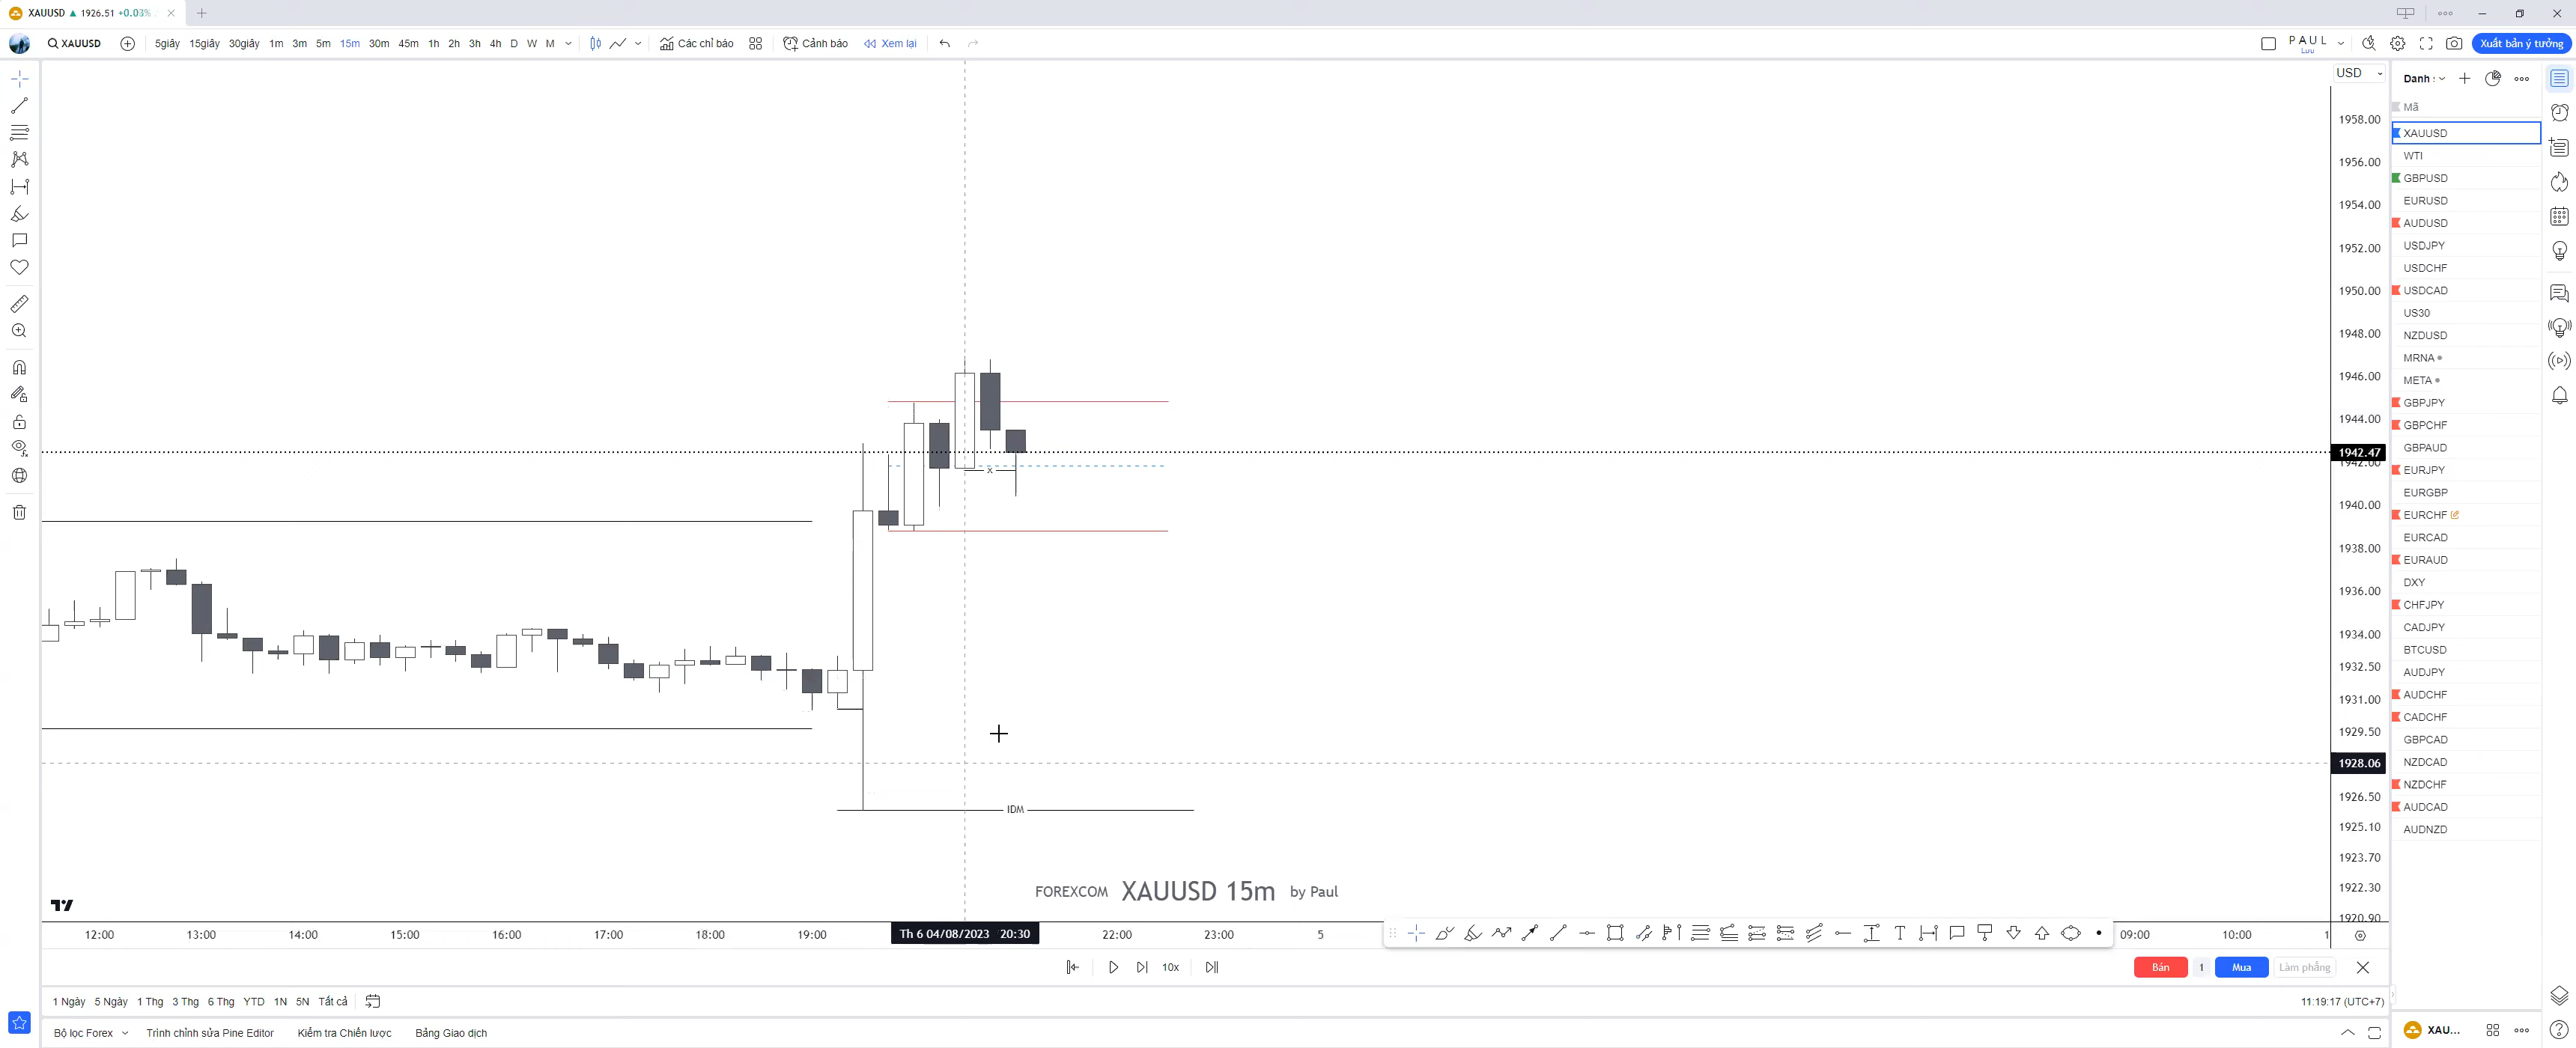 XAUUSD ▲ 1926.51 +0.03%
XAUUSD 5giây 15giây 30giây 1m 3m 5m 15m 30m 45m 1h 2h 3h 4h D W M Các chỉ báo Cảnh báo Xem lại PAUL Xuất bản ý tưởng
Lưu
USD
1958.00
1956.00
1954.00
1952.00
1950.00
1948.00
1946.00
1944.00
1942.47
1942.00
1940.00
1938.00
1936.00
1934.00
1932.50
1931.00
1929.50
1928.06
1926.50
1925.10
1923.70
1922.30
1920.90
X
IDM
FOREXCOM XAUUSD 15m by Paul
12:00 13:00 14:00 15:00 16:00 17:00 18:00 19:00 Th 6 04/08/2023 20:30 22:00 23:00 5 09:00 10:00 1
10x Bán 1 Mua Làm phẳng
1 Ngày 5 Ngày 1 Thg 3 Thg 6 Thg YTD 1N 5N Tất cả 11:19:17 (UTC+7)
Bộ lọc Forex Trình chỉnh sửa Pine Editor Kiểm tra Chiến lược Bảng Giao dịch
Danh :
Mã
XAUUSD
WTI
GBPUSD
EURUSD
AUDUSD
USDJPY
USDCHF
USDCAD
US30
NZDUSD
MRNA
META
GBPJPY
GBPCHF
GBPAUD
EURJPY
EURGBP
EURCHF
EURCAD
EURAUD
DXY
CHFJPY
CADJPY
BTCUSD
AUDJPY
AUDCHF
CADCHF
GBPCAD
NZDCAD
NZDCHF
AUDCAD
AUDNZD
XAU...